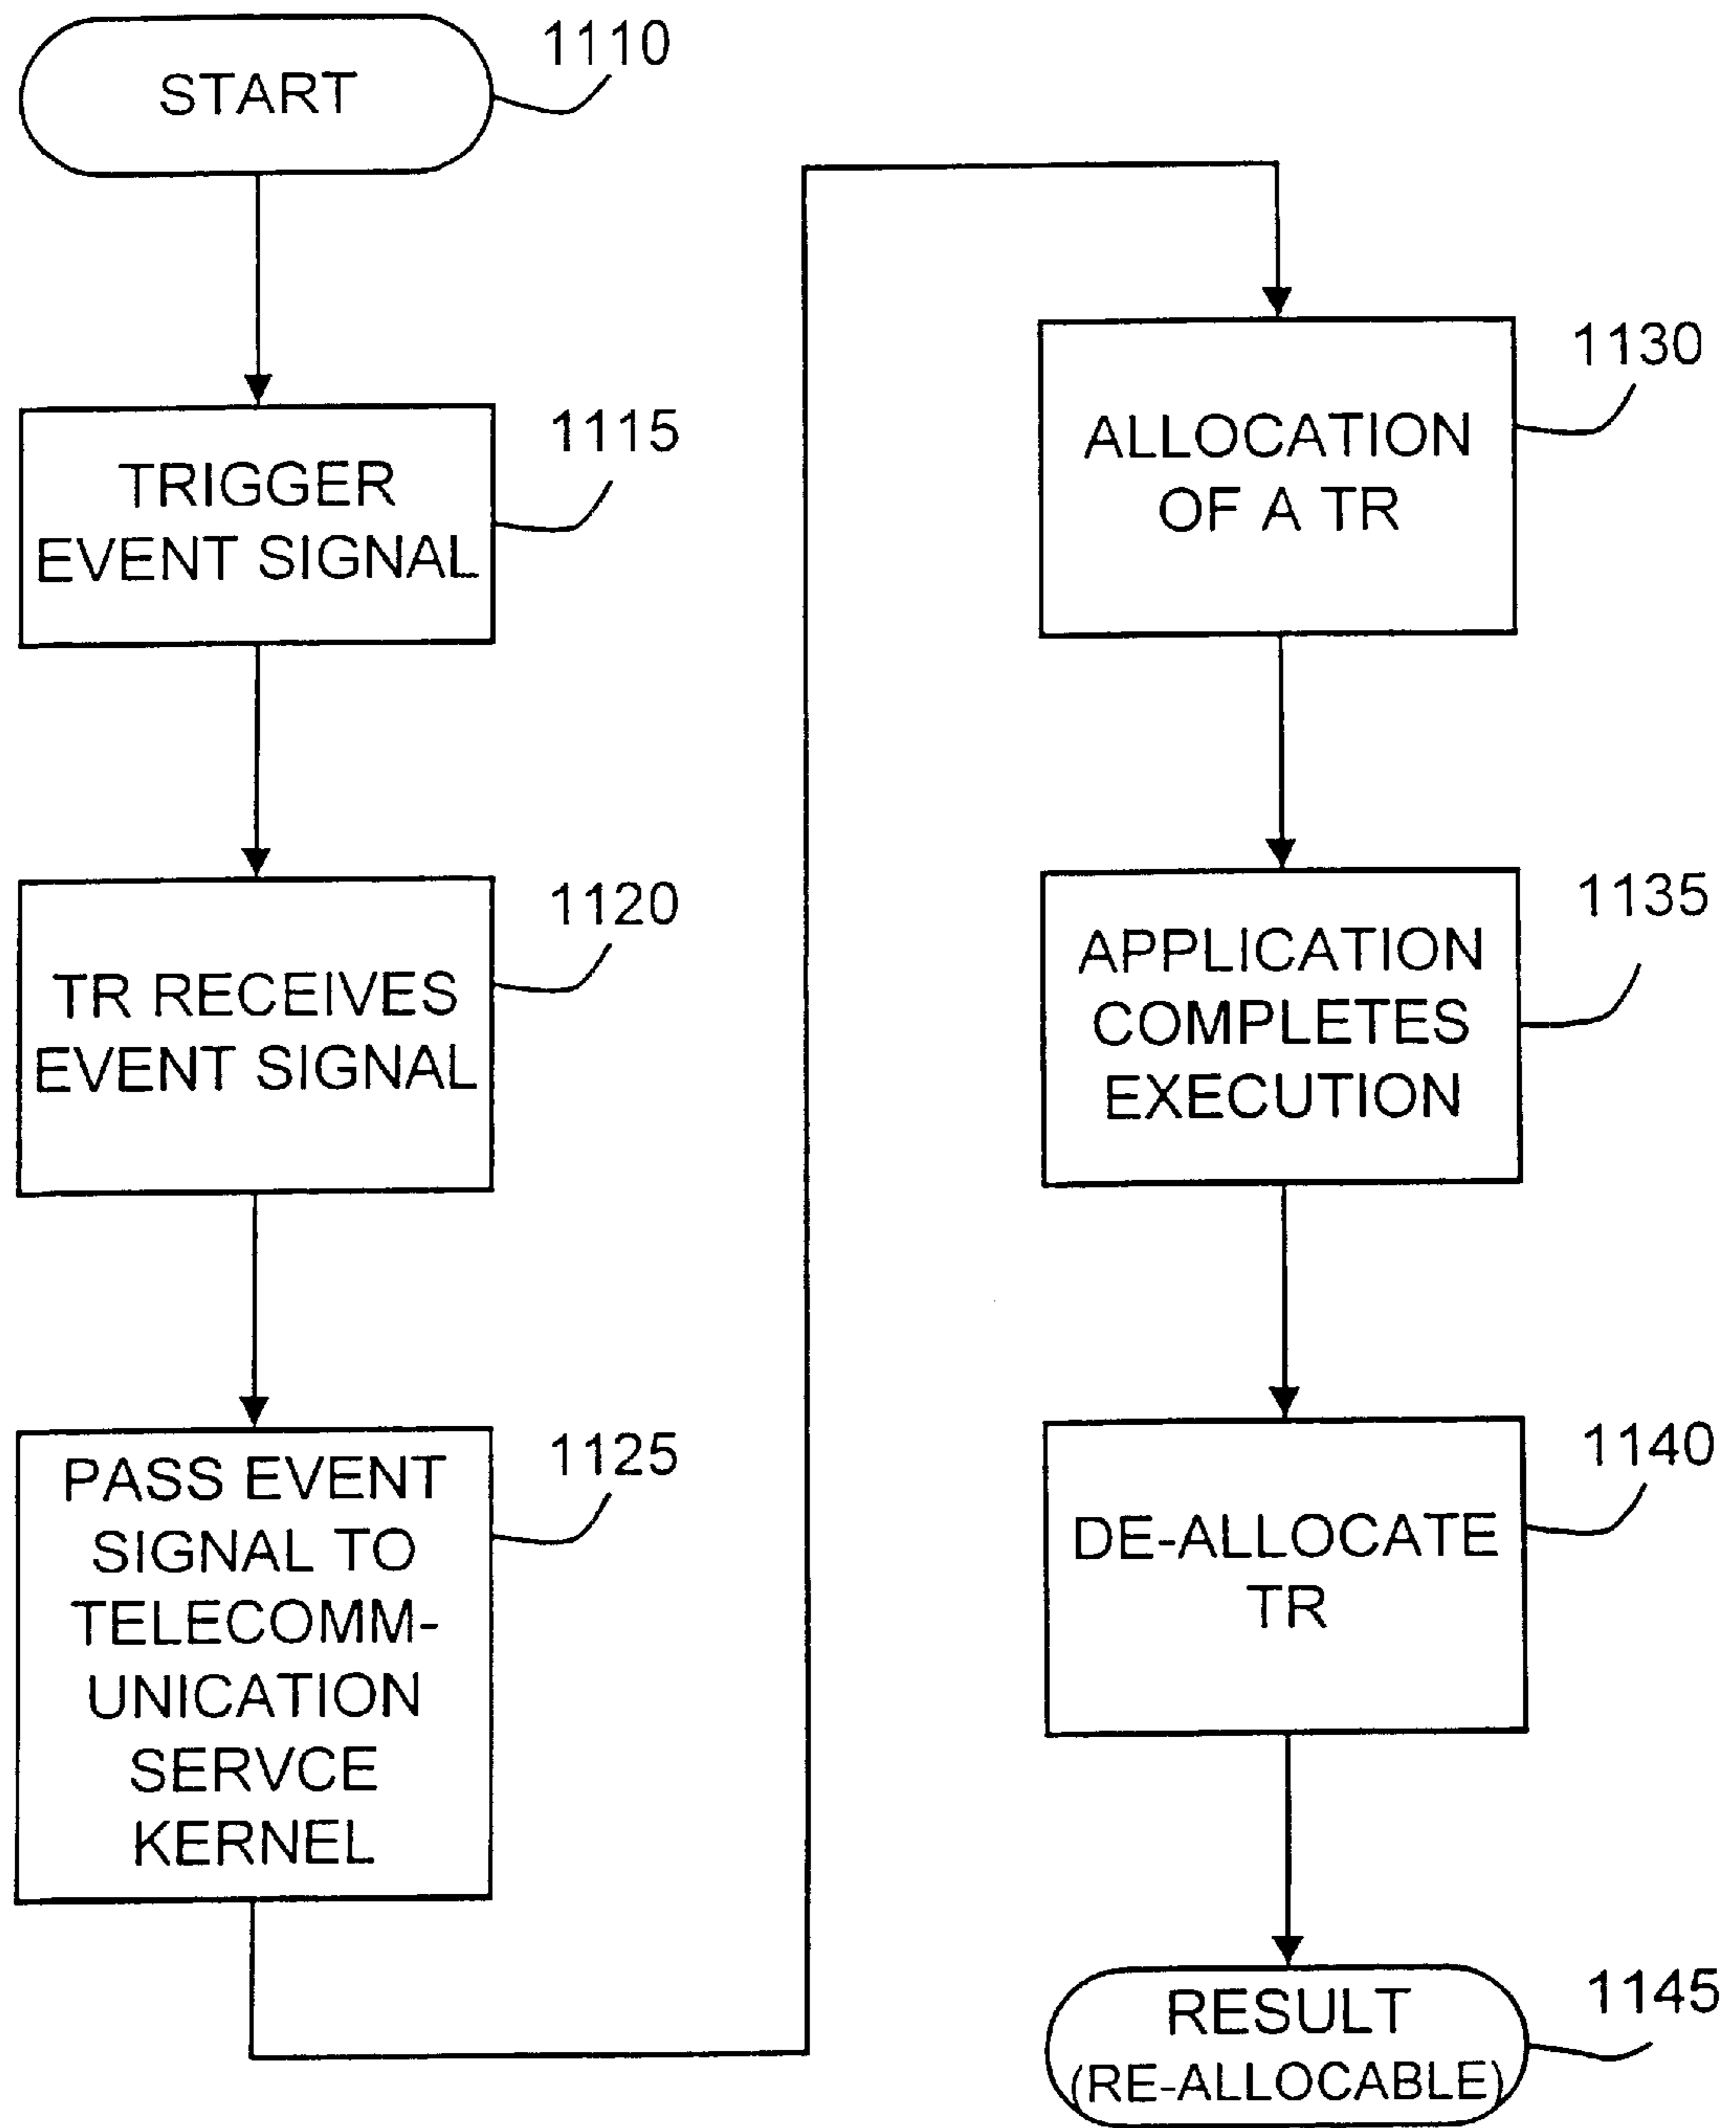 START
1110
TRIGGER
EVENT SIGNAL
1115
TR RECEIVES
EVENT SIGNAL
1120
PASS EVENT
SIGNAL TO
TELECOMM-
UNICATION
SERVCE
KERNEL
1125
ALLOCATION
OF A TR
1130
APPLICATION
COMPLETES
EXECUTION
1135
DE-ALLOCATE
TR
1140
RESULT
(RE-ALLOCABLE)
1145